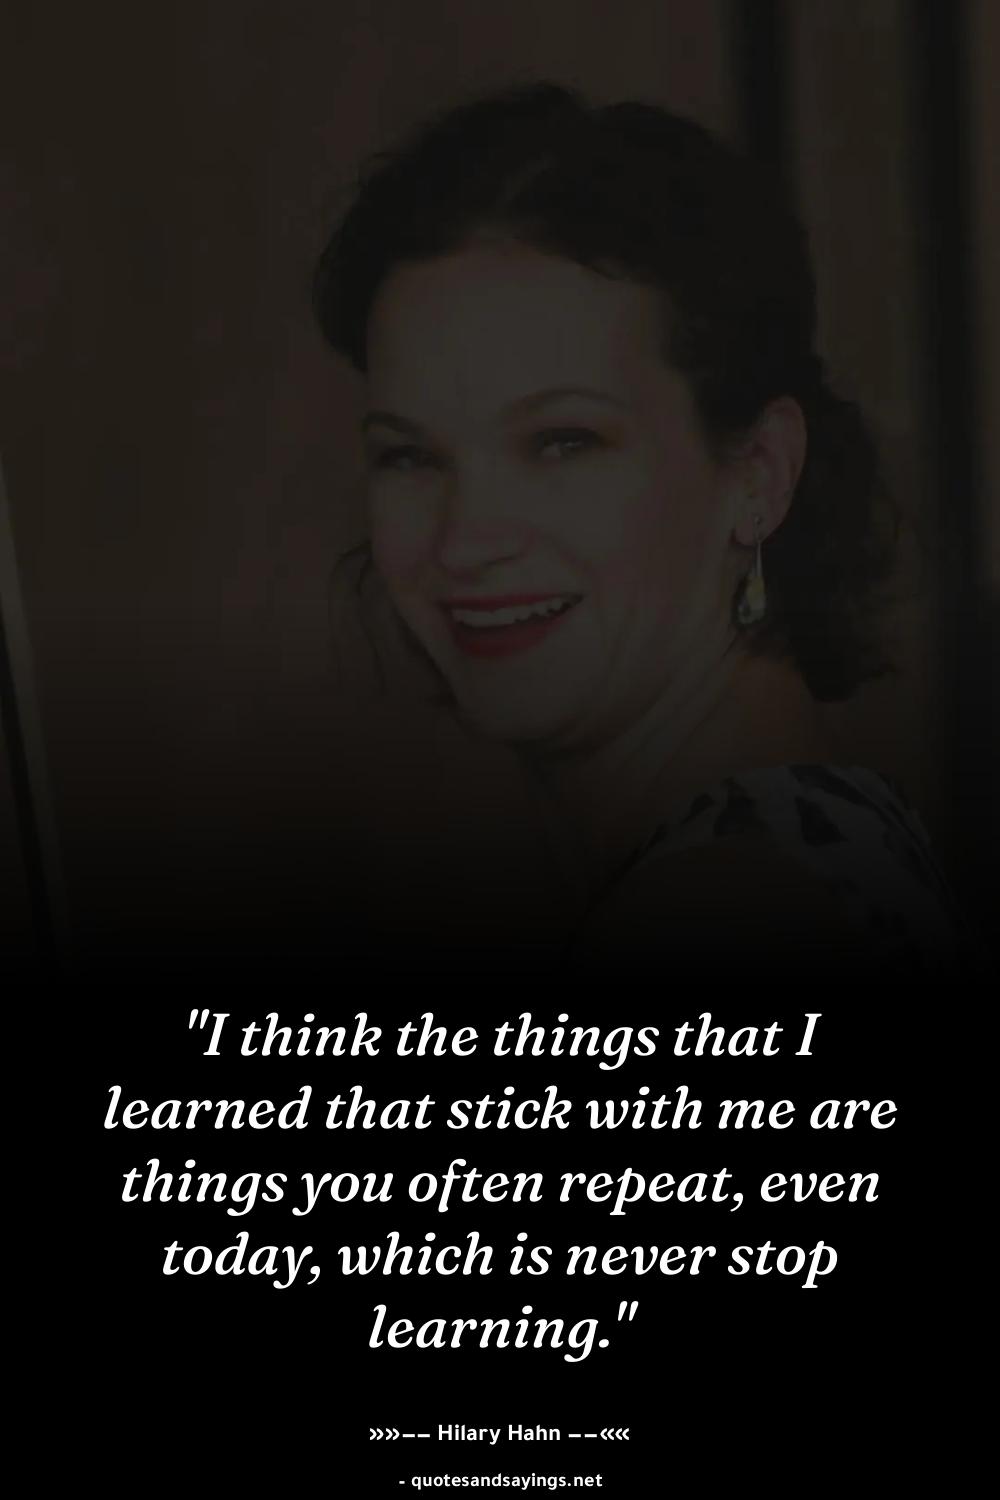 "I think the things that I
learned that stick with me are
things you often repeat, even
today, which is never stop
learning."
»»–– Hilary Hahn ––««
- quotesandsayings.net